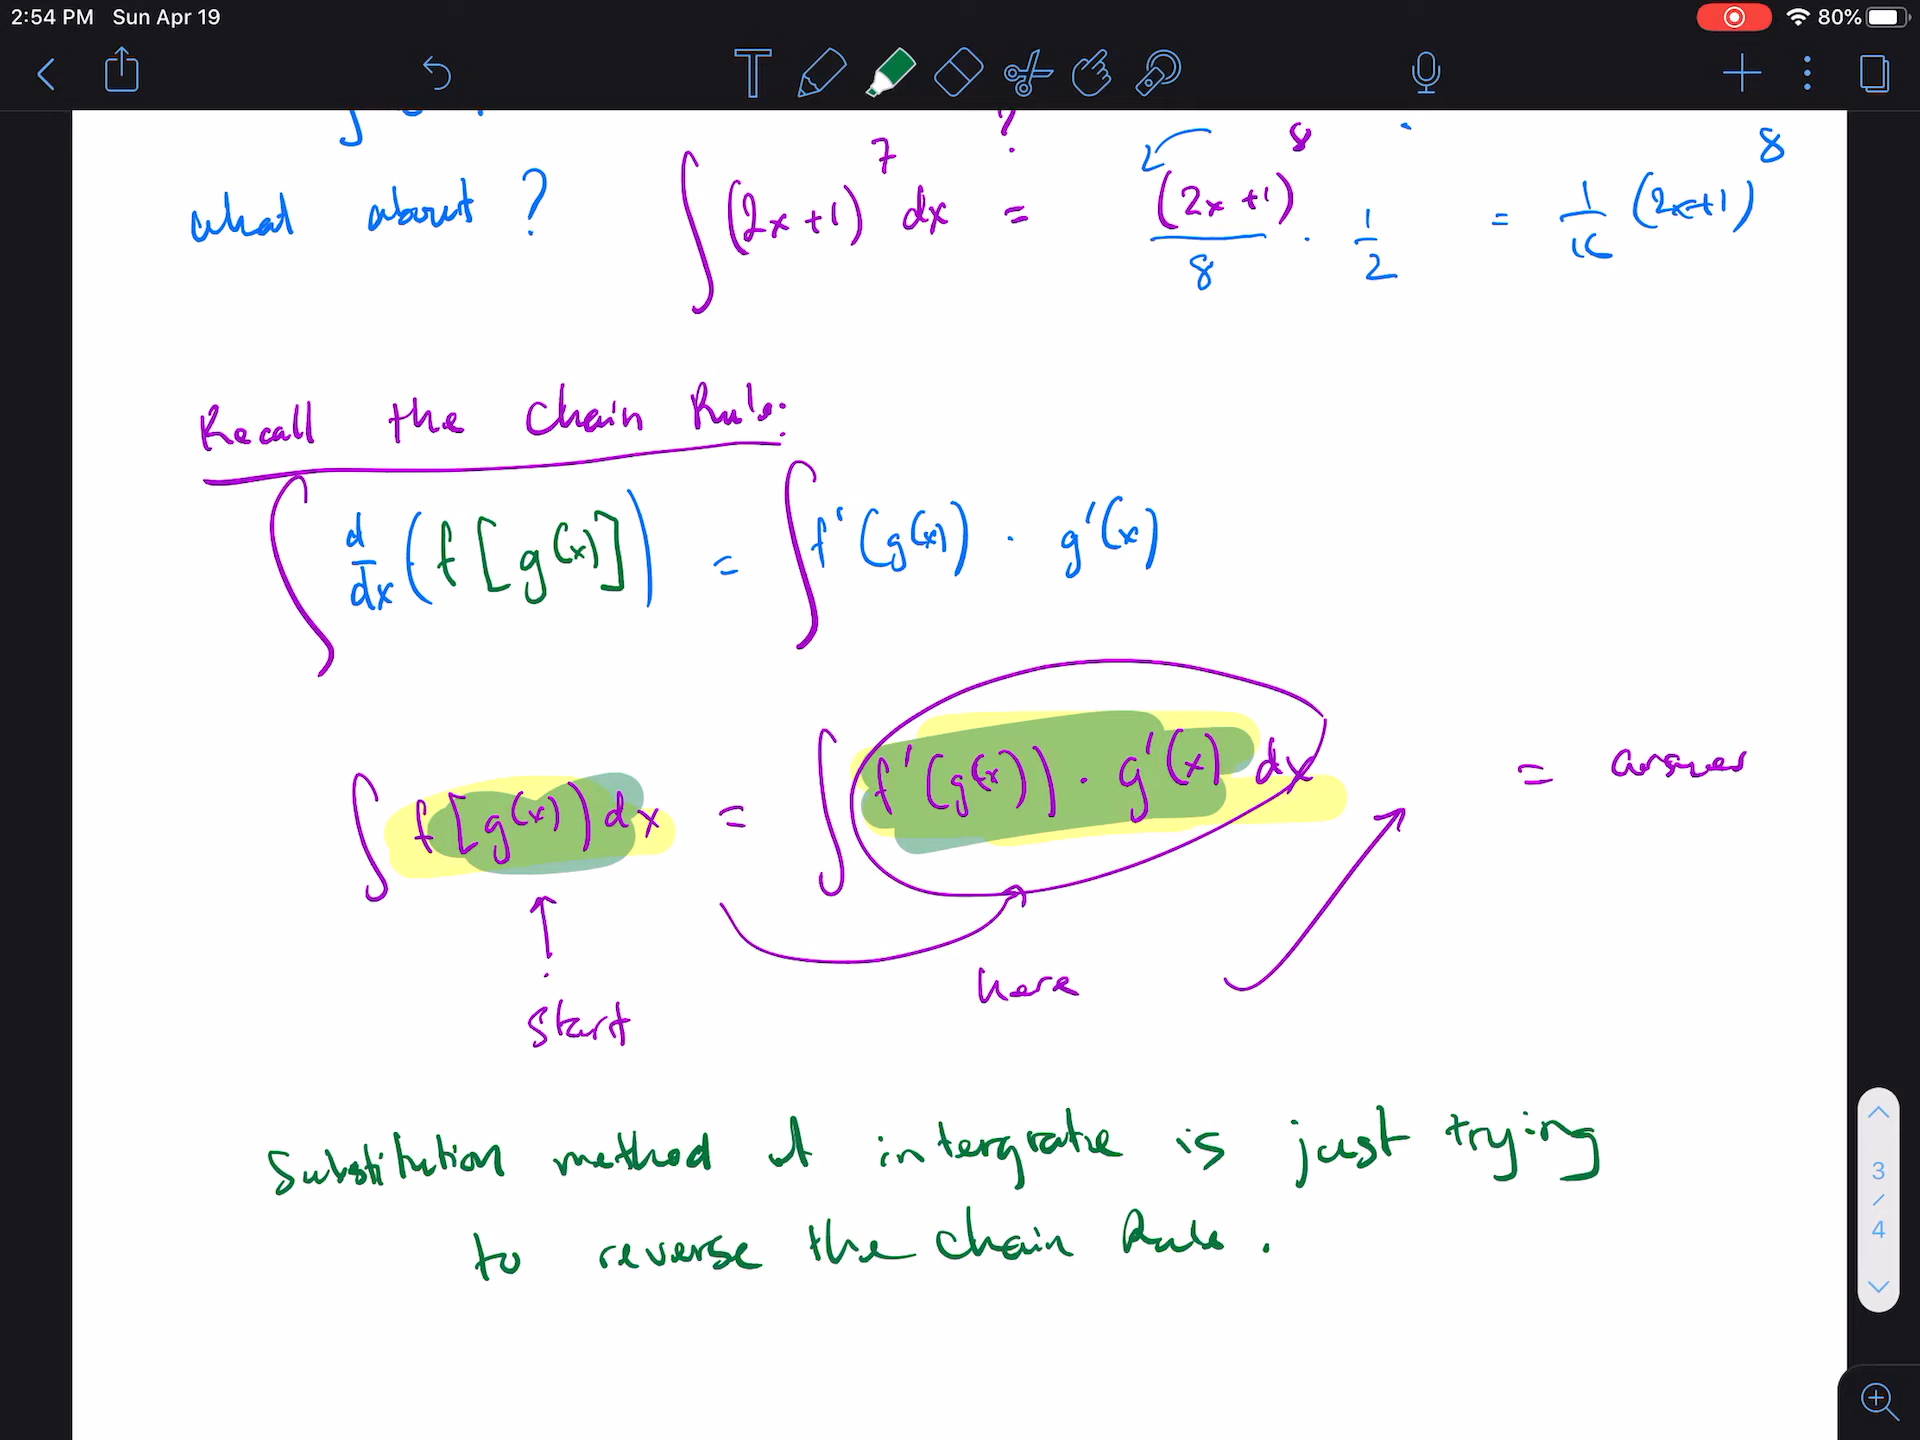 2:54 PM Sun Apr 19 80%
T
what about? ∫(2x+1)^7 dx =? (2x+1)^8/8 · 1/2 = 1/16 (2x+1)^8
Recall the Chain Rule:
∫ d/dx (f[g(x)]) = ∫ f'(g(x)) · g'(x)
∫ f[g(x)) dx = ∫ f'(g(x)) · g'(x) dx = answer
here
start
Substitution method of intergratie is just trying
to reverse the chain Rule.
3
/
4